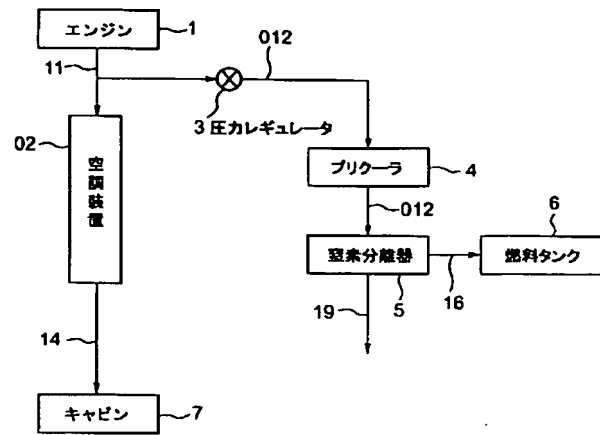 エンジン
1
11
012
3 圧力レギュレータ
02
空調装置
プリクーラ
4
012
6
窒素分離器
燃料タンク
5
16
19
14
キャビン
7